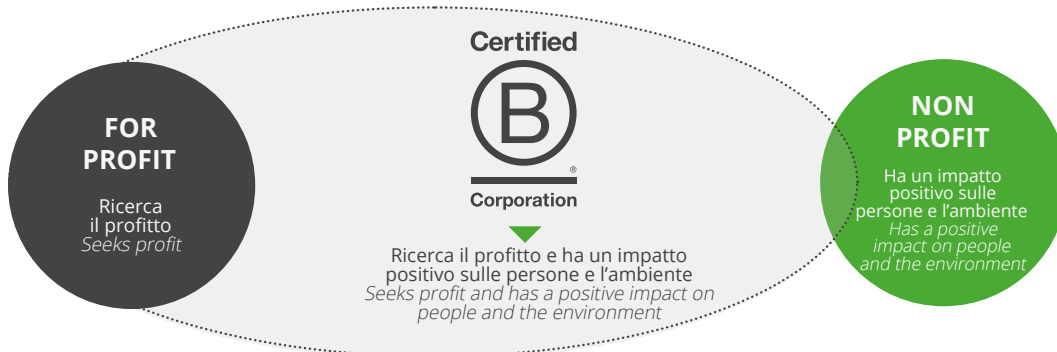 FOR
PROFIT
Ricerca
il profitto
Seeks profit
Certified
B
®
Corporation
Ricerca il profitto e ha un impatto
positivo sulle persone e l’ambiente
Seeks profit and has a positive impact on
people and the environment
NON
PROFIT
Ha un impatto
positivo sulle
persone e l’ambiente
Has a positive
impact on people
and the environment